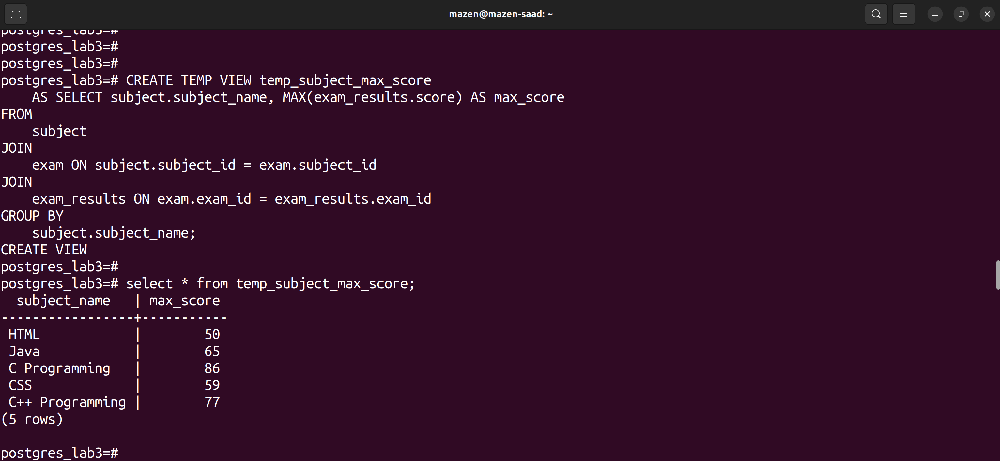 mazen@mazen-saad: ~
postgres_lab3=#
postgres_lab3=#
postgres_lab3=#
postgres_lab3=# CREATE TEMP VIEW temp_subject_max_score
    AS SELECT subject.subject_name, MAX(exam_results.score) AS max_score
FROM
    subject
JOIN
    exam ON subject.subject_id = exam.subject_id
JOIN
    exam_results ON exam.exam_id = exam_results.exam_id
GROUP BY
    subject.subject_name;
CREATE VIEW
postgres_lab3=#
postgres_lab3=# select * from temp_subject_max_score;
  subject_name   | max_score
-----------------+-----------
 HTML            |        50
 Java            |        65
 C Programming   |        86
 CSS             |        59
 C++ Programming |        77
(5 rows)
postgres_lab3=#